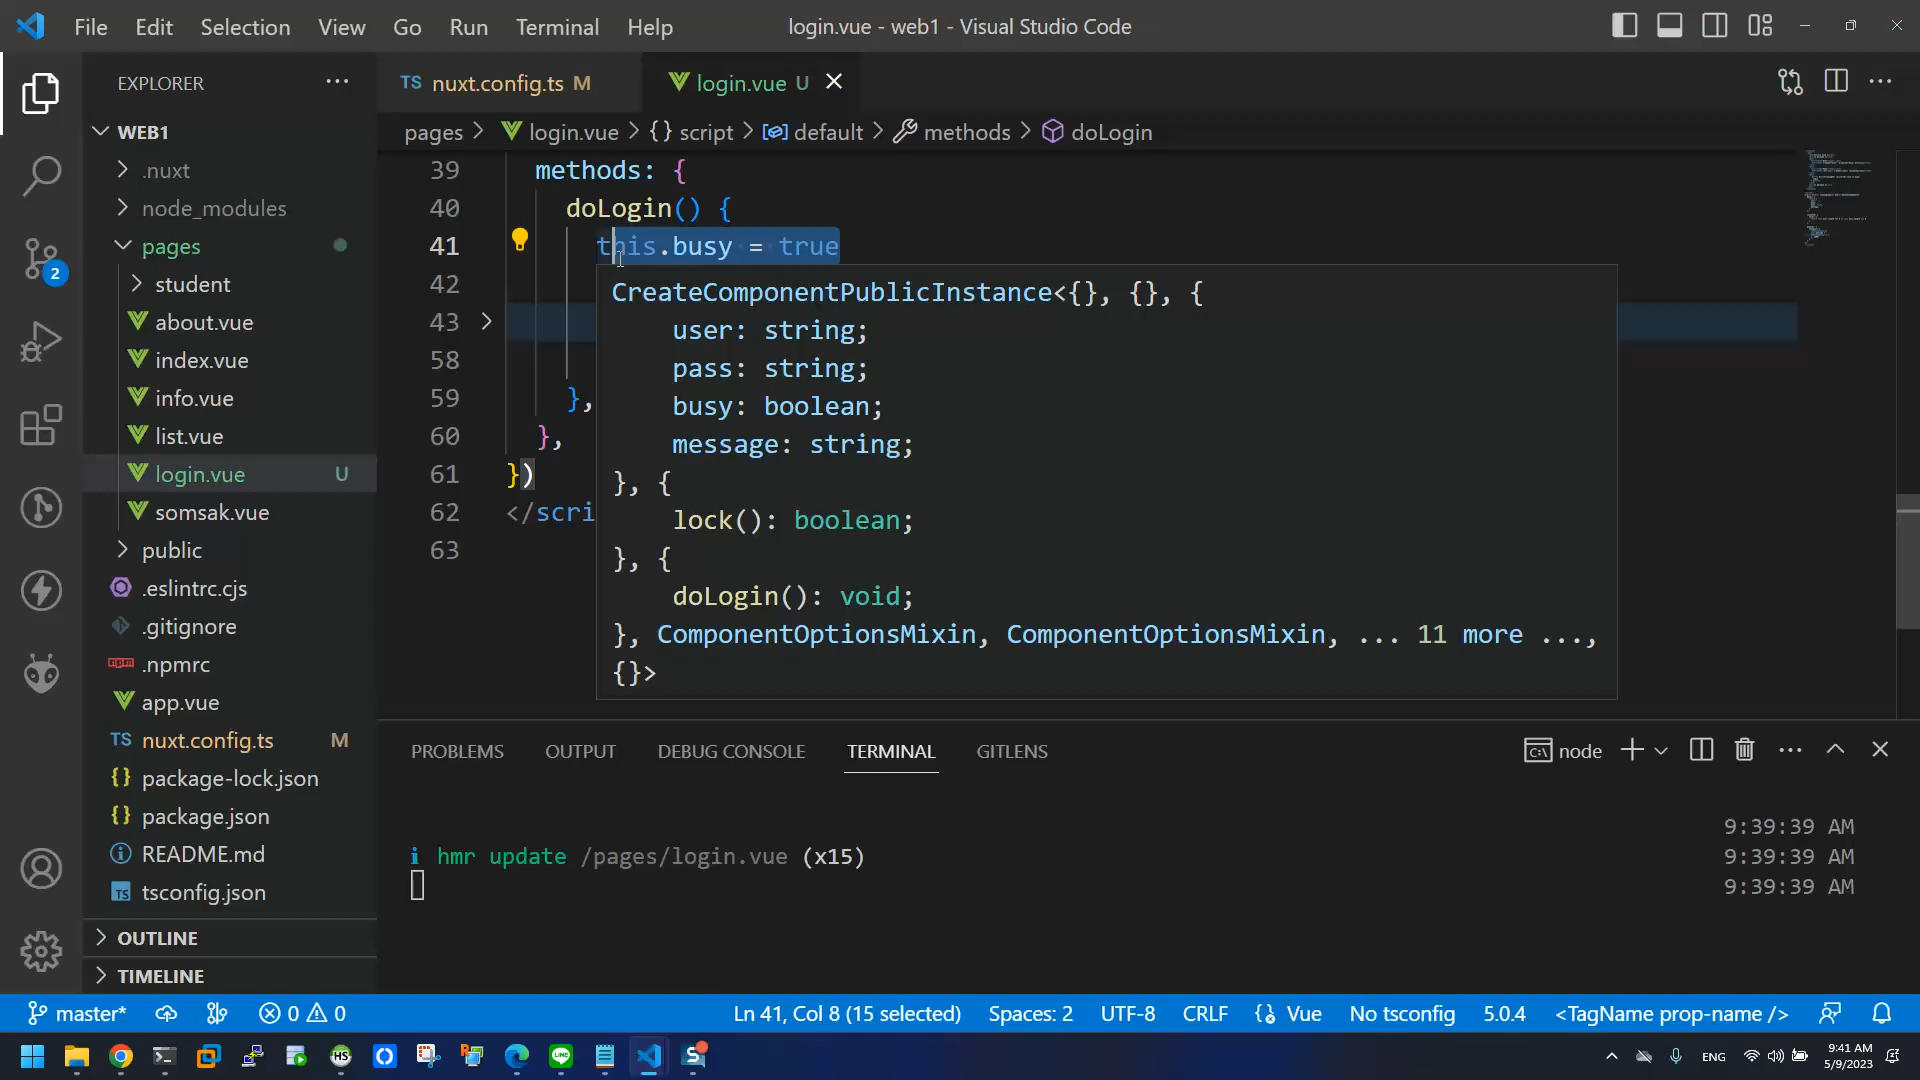 File Edit Selection View Go Run Terminal Help
login.vue - web1 - Visual Studio Code
EXPLORER
WEB1
.nuxt
node_modules
pages
student
about.vue
index.vue
info.vue
list.vue
login.vue U
somsak.vue
public
.eslintrc.cjs
.gitignore
.npmrc
app.vue
TS nuxt.config.ts M
package-lock.json
package.json
README.md
tsconfig.json
OUTLINE
TIMELINE
2
TS nuxt.config.ts M
login.vue U
pages > login.vue > {} script > default > methods > doLogin
39 methods: {
40 doLogin() {
41 this.busy = true
42
43
58
59 },
60 },
61 })
62 </scri
63
CreateComponentPublicInstance<{}, {}, {
user: string;
pass: string;
busy: boolean;
message: string;
}, {
lock(): boolean;
}, {
doLogin(): void;
}, ComponentOptionsMixin, ComponentOptionsMixin, ... 11 more ...,
{}>
PROBLEMS OUTPUT DEBUG CONSOLE TERMINAL GITLENS
node
9:39:39 AM
i hmr update /pages/login.vue (x15) 9:39:39 AM
9:39:39 AM
master* 0 0 Ln 41, Col 8 (15 selected) Spaces: 2 UTF-8 CRLF {} Vue No tsconfig 5.0.4 <TagName prop-name />
ENG
9:41 AM
5/9/2023